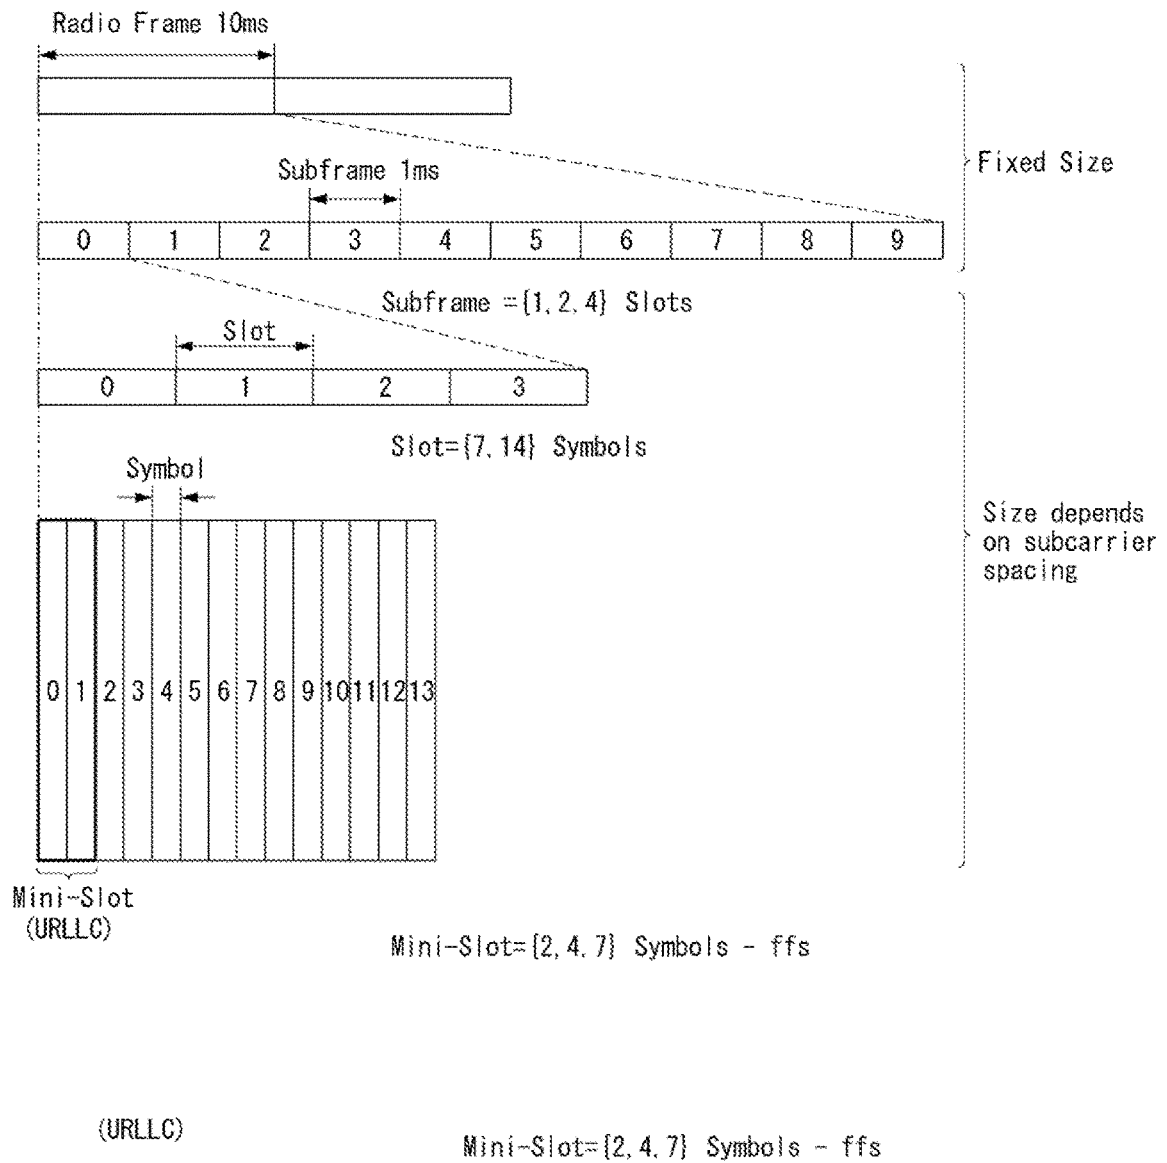 Radio Frame 10ms
Fixed Size
Subframe 1ms
0 1 2 3 4 5 6 7 8 9
Subframe ={1,2,4} Slots
Slot
0 1 2 3
Slot={7,14} Symbols
Symbol
Size depends
on subcarrier
spacing
0 1 2 3 4 5 6 7 8 9 10 11 12 13
Mini-Slot
(URLLC)
Mini-Slot={2,4,7} Symbols - ffs
(URLLC)
Mini-Slot={2,4,7} Symbols - ffs